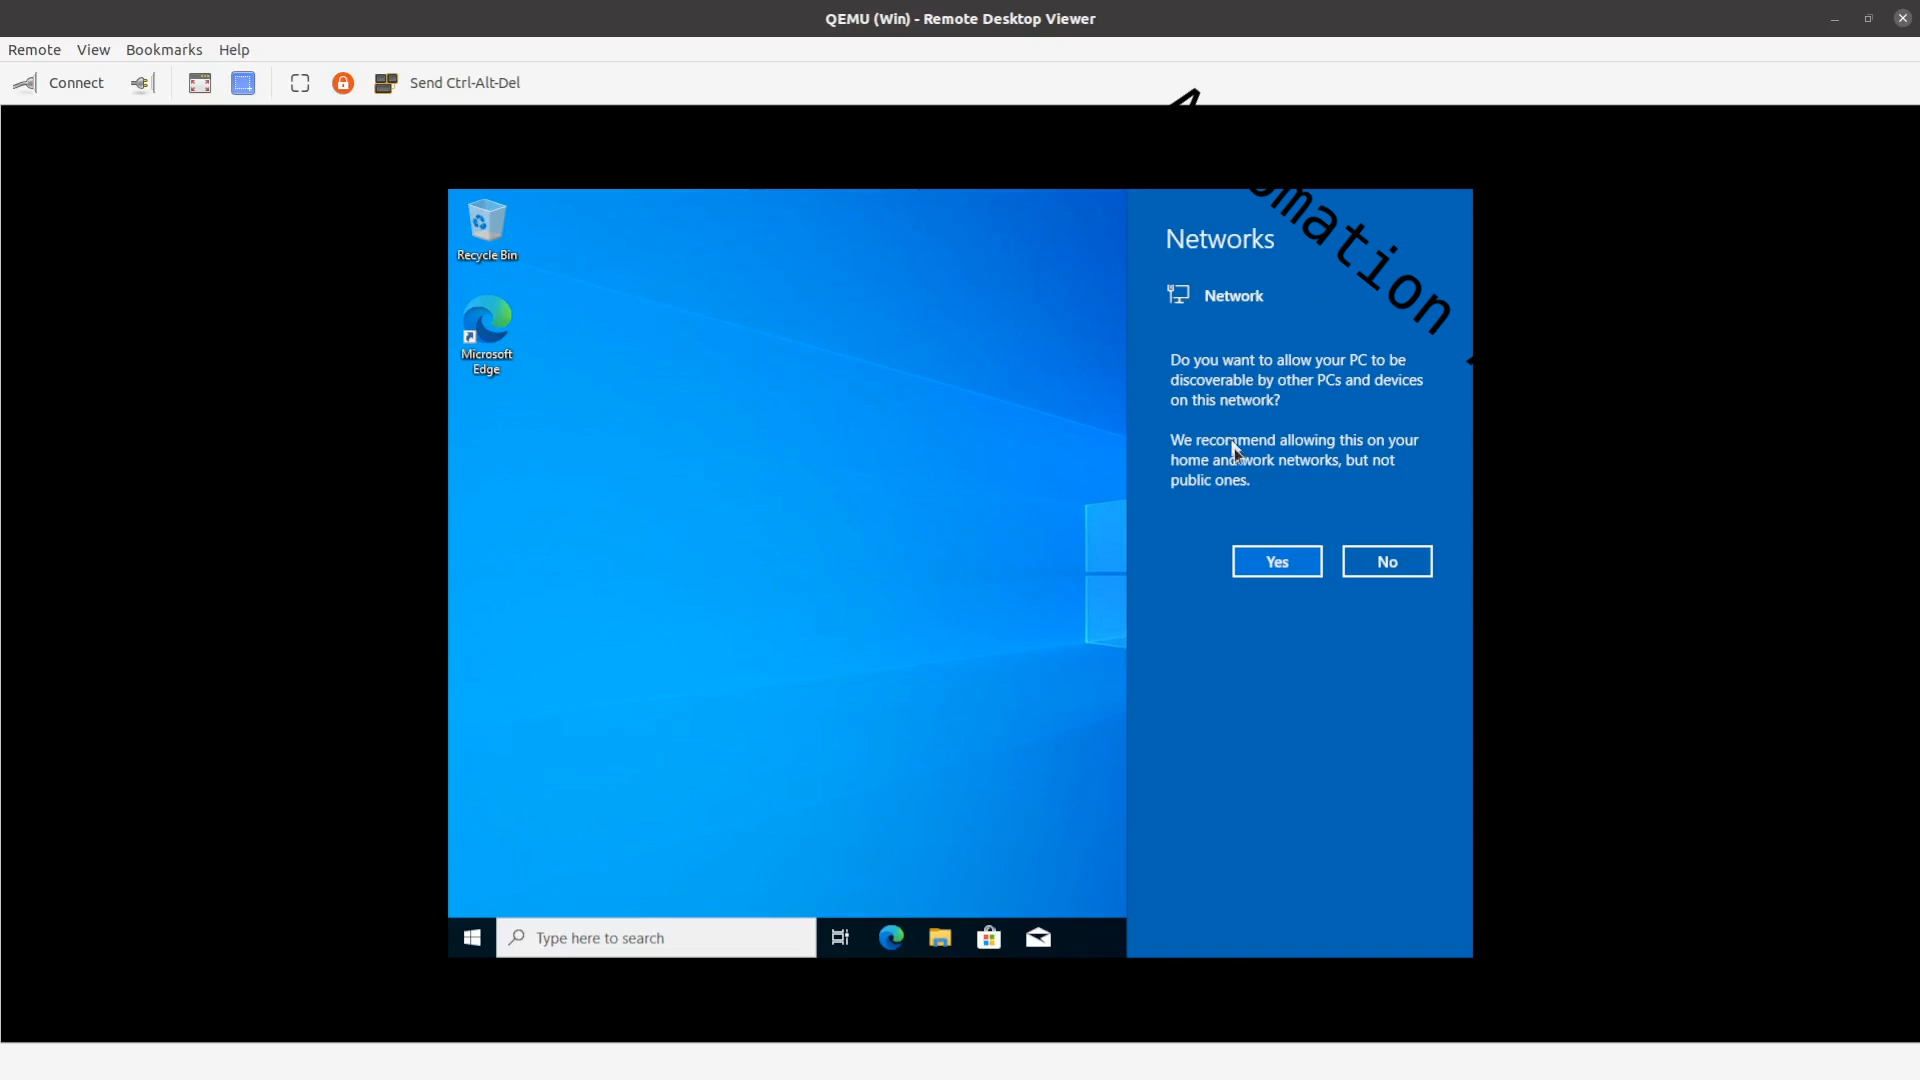 QEMU (Win) - Remote Desktop Viewer
Remote View Bookmarks Help
Connect Send Ctrl-Alt-Del
Recycle Bin
Microsoft
Edge
Networks
Network
Do you want to allow your PC to be
discoverable by other PCs and devices
on this network?
We recommend allowing this on your
home and work networks, but not
public ones.
Yes No
Type here to search